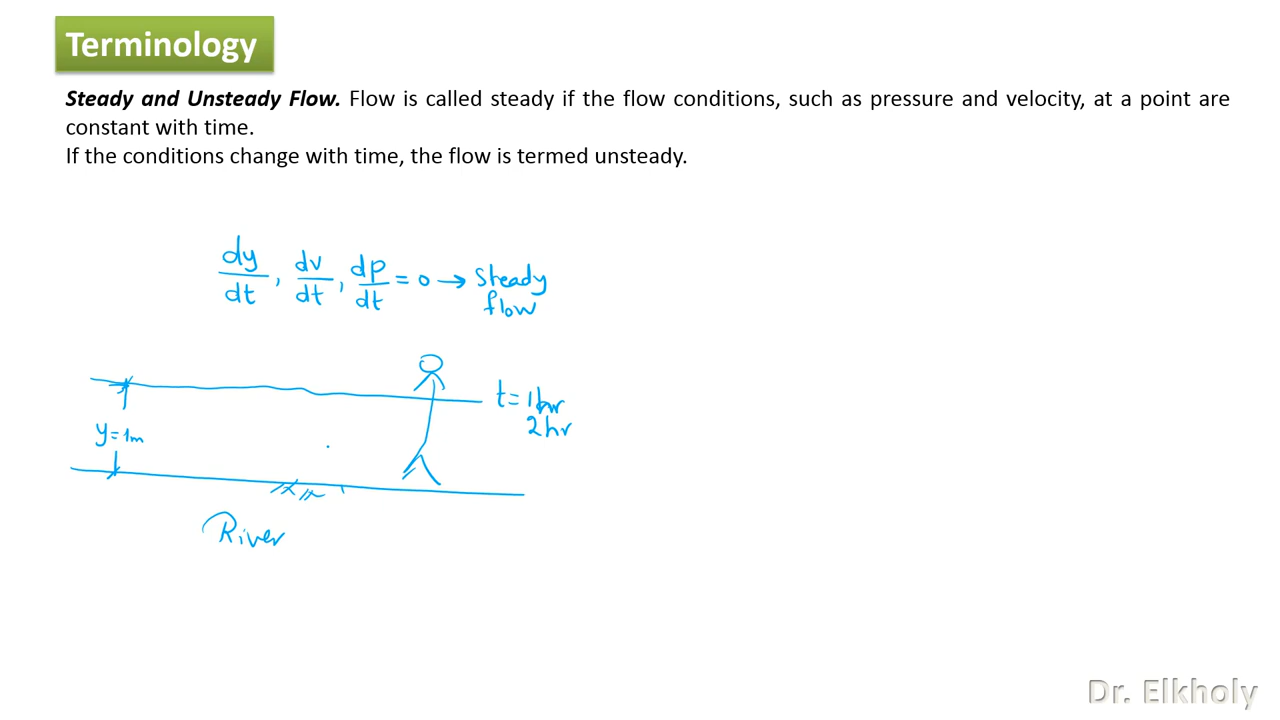 Terminology
Steady and Unsteady Flow. Flow is called steady if the flow conditions, such as pressure and velocity, at a point are
constant with time.
If the conditions change with time, the flow is termed unsteady.
dy/dt, dv/dt, dp/dt = 0 → Steady
flow
t = 1hr
2hr
y = 1m
River
Dr. Elkholy